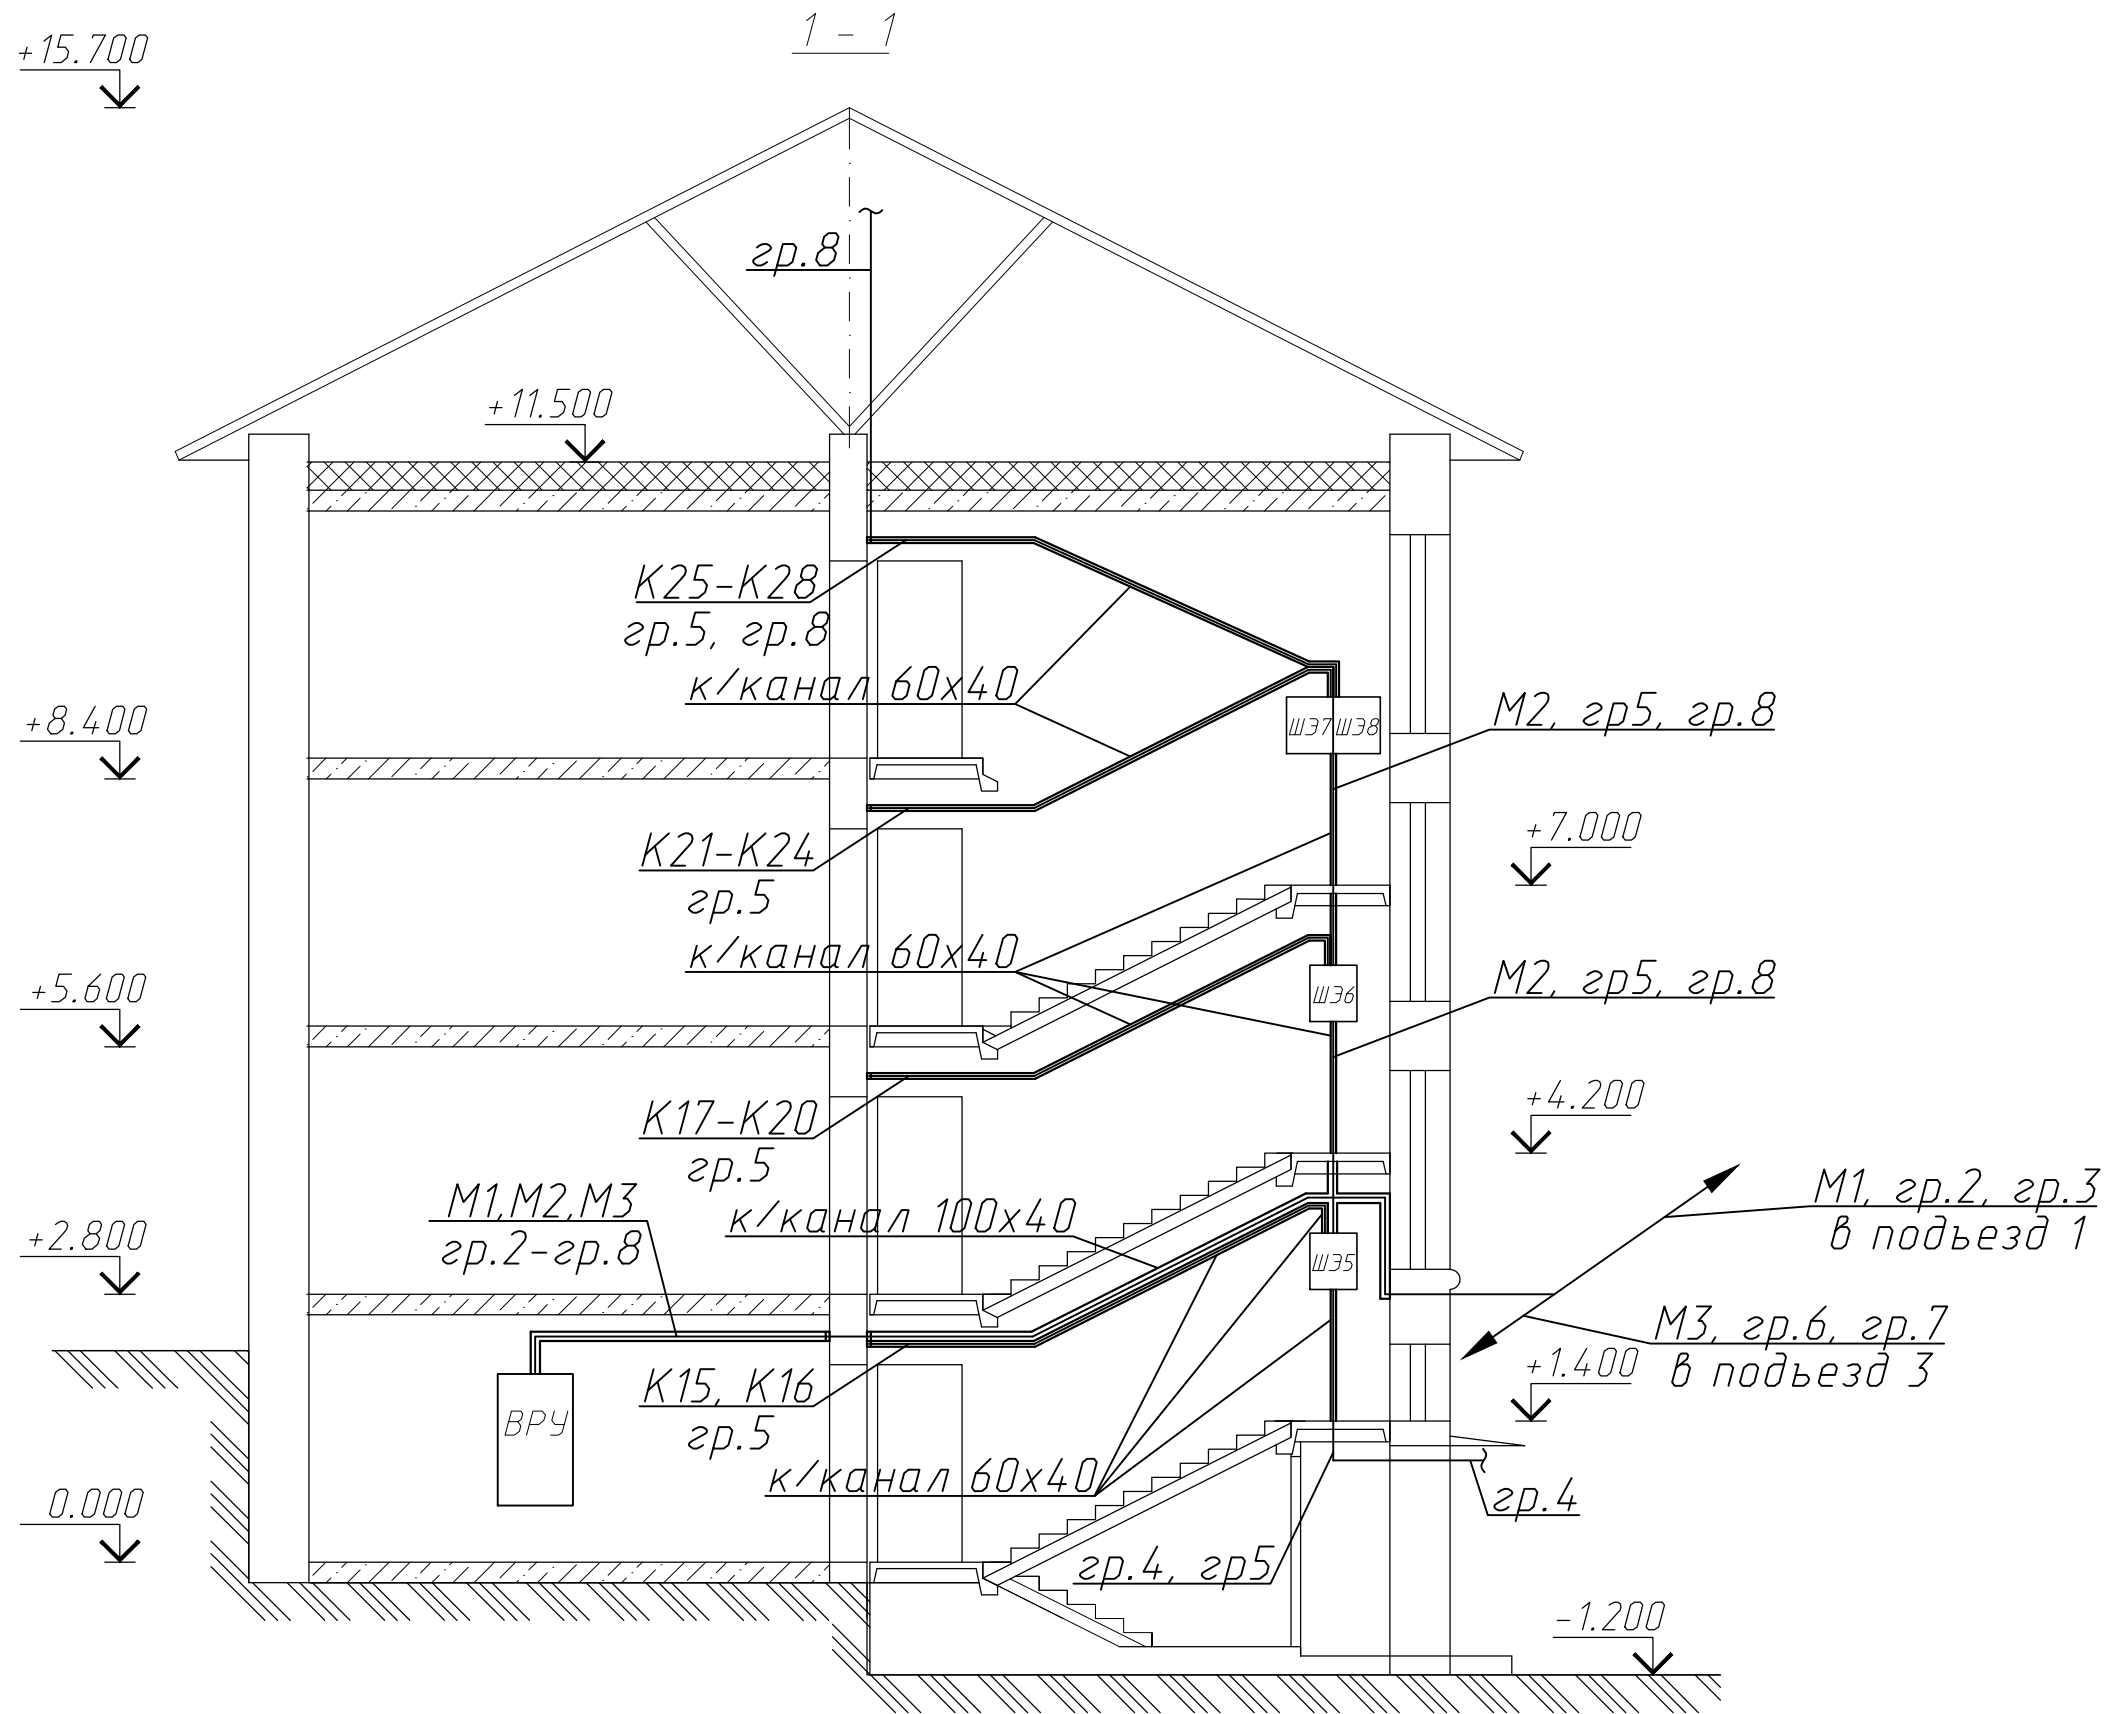 1 - 1
+15.700
гр.8
+11.500
К25-К28
гр.5, гр.8
к/канал 60х40
ШЭ7 ШЭ8
М2, гр5, гр.8
+8.400
+7.000
К21-К24
гр.5
к/канал 60х40
М2, гр5, гр.8
ШЭ6
+5.600
+4.200
К17-К20
гр.5
М1, гр.2, гр.3
в подъезд 1
М1,М2,М3
гр.2-гр.8
к/канал 100х40
+2.800
ШЭ5
М3, гр.6, гр.7
в подъезд 3
+1.400
К15, К16
гр.5
ВРУ
к/канал 60х40
гр.4
0.000
гр.4, гр5
-1.200